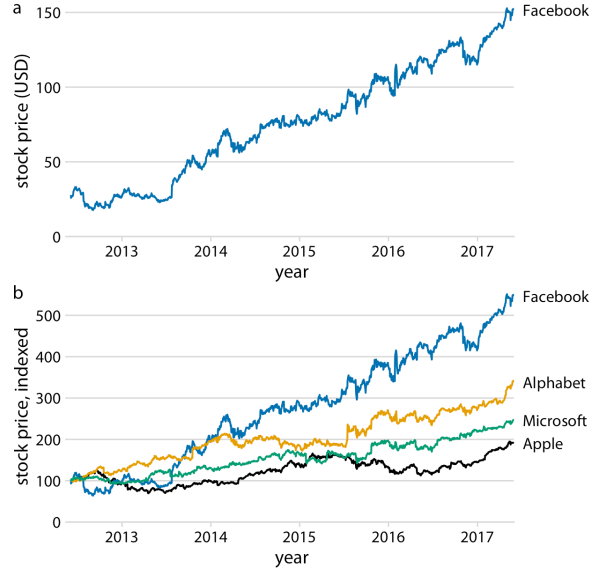 a
Facebook
150
100
50
0
stock price (USD)
2013 2014 2015 2016 2017
year
b
Facebook
500
400
300
200
100
0
stock price, indexed
Alphabet
Microsoft
Apple
2013 2014 2015 2016 2017
year